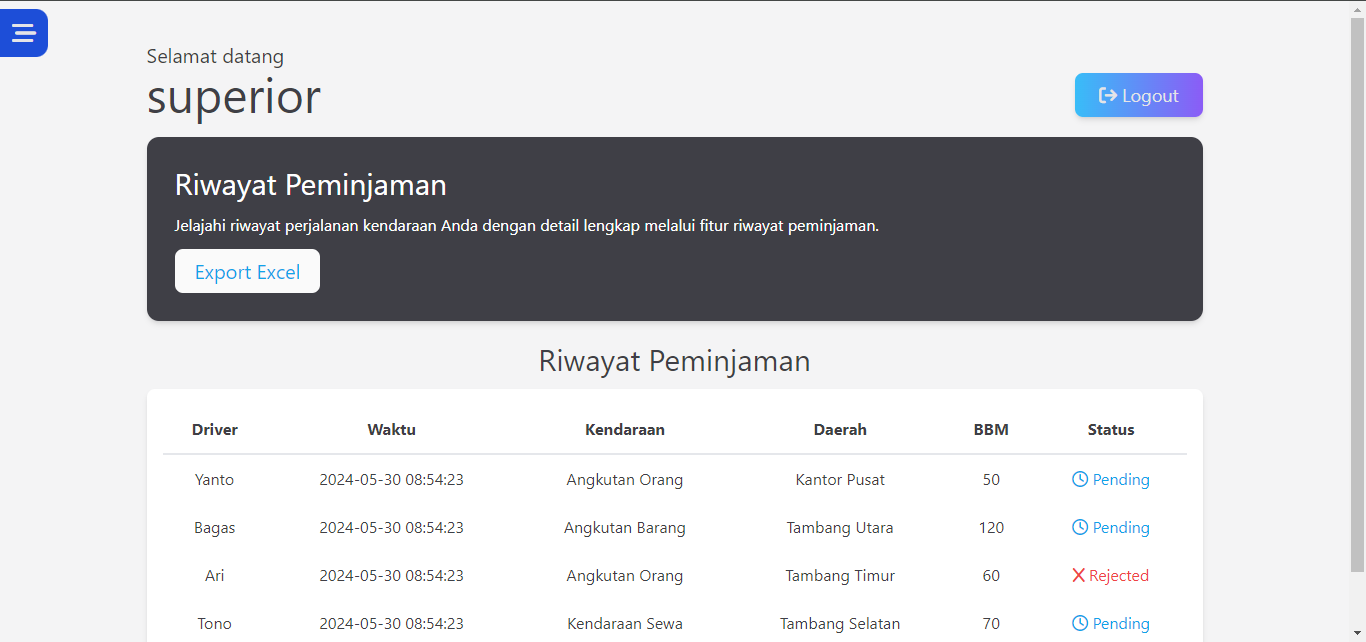 Selamat datang
superior
Logout
Riwayat Peminjaman
Jelajahi riwayat perjalanan kendaraan Anda dengan detail lengkap melalui fitur riwayat peminjaman.
Export Excel
Riwayat Peminjaman
Driver Waktu Kendaraan Daerah BBM Status
Yanto 2024-05-30 08:54:23 Angkutan Orang Kantor Pusat 50 Pending
Bagas 2024-05-30 08:54:23 Angkutan Barang Tambang Utara 120 Pending
Ari 2024-05-30 08:54:23 Angkutan Orang Tambang Timur 60 Rejected
Tono 2024-05-30 08:54:23 Kendaraan Sewa Tambang Selatan 70 Pending